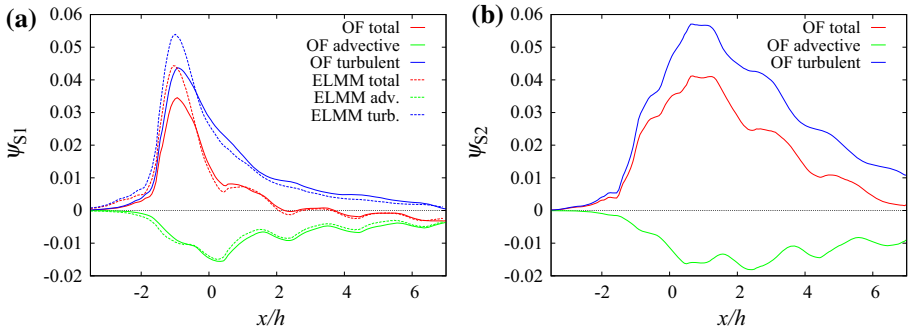 (a)
0.06
0.05
0.04
0.03
0.02
0.01
0
-0.01
-0.02
ψS1
OF total
OF advective
OF turbulent
ELMM total
ELMM adv.
ELMM turb.
-2 0 2 4 6
x/h
(b)
0.06
0.05
0.04
0.03
0.02
0.01
0
-0.01
-0.02
ψS2
OF total
OF advective
OF turbulent
-2 0 2 4 6
x/h